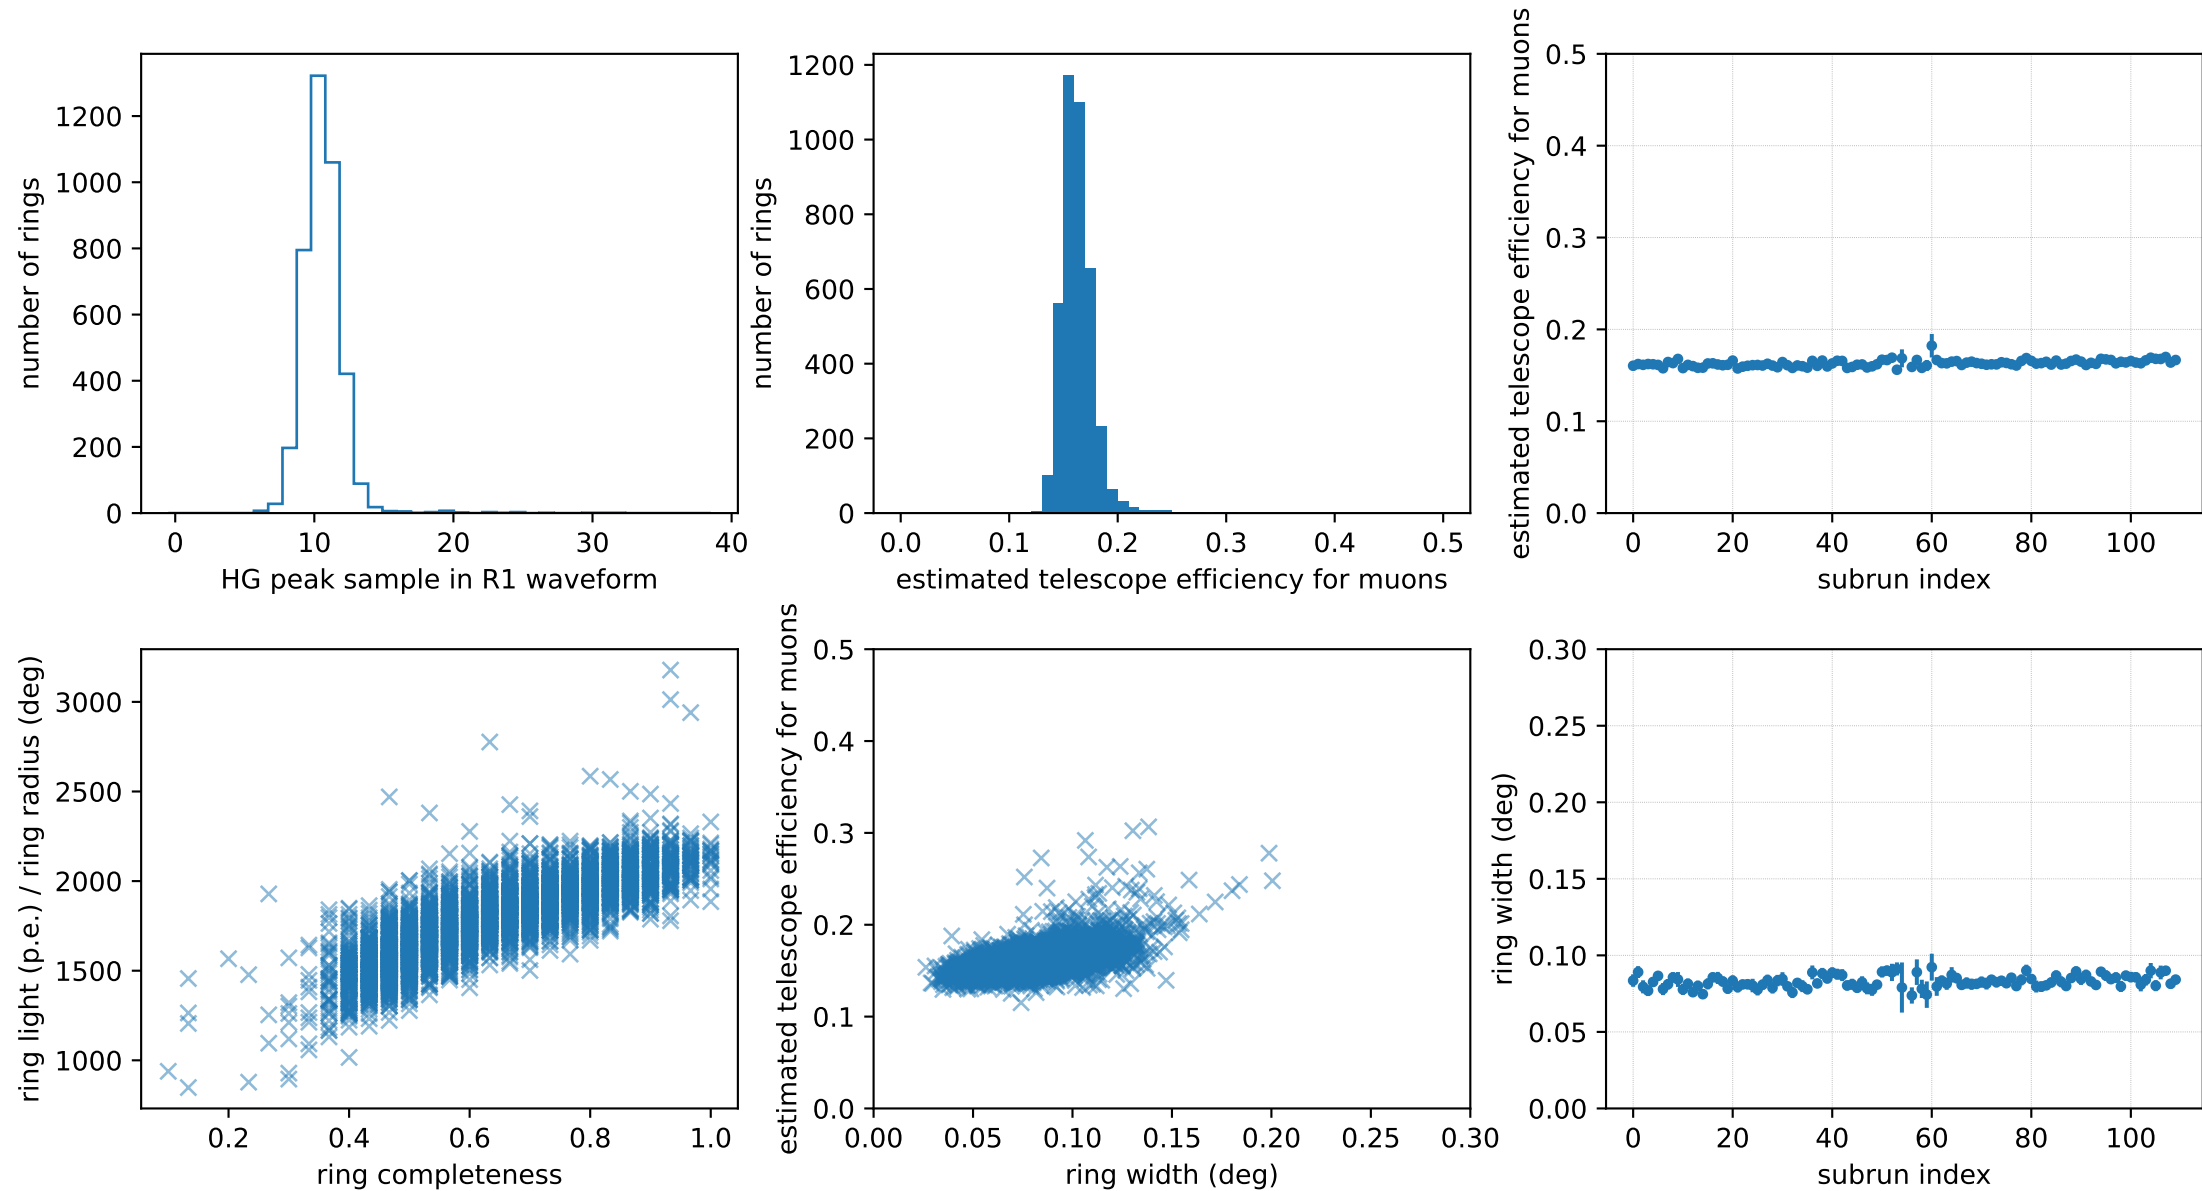 number of rings
1200
1000
800
600
400
200
0
0 10 20 30 40
HG peak sample in R1 waveform
number of rings
1200
1000
800
600
400
200
0
0.0 0.1 0.2 0.3 0.4 0.5
estimated telescope efficiency for muons
estimated telescope efficiency for muons
0.5
0.4
0.3
0.2
0.1
0.0
0 20 40 60 80 100
subrun index
ring light (p.e.) / ring radius (deg)
3000
2500
2000
1500
1000
0.2 0.4 0.6 0.8 1.0
ring completeness
estimated telescope efficiency for muons
0.5
0.4
0.3
0.2
0.1
0.0
0.00 0.05 0.10 0.15 0.20 0.25 0.30
ring width (deg)
ring width (deg)
0.30
0.25
0.20
0.15
0.10
0.05
0.00
0 20 40 60 80 100
subrun index